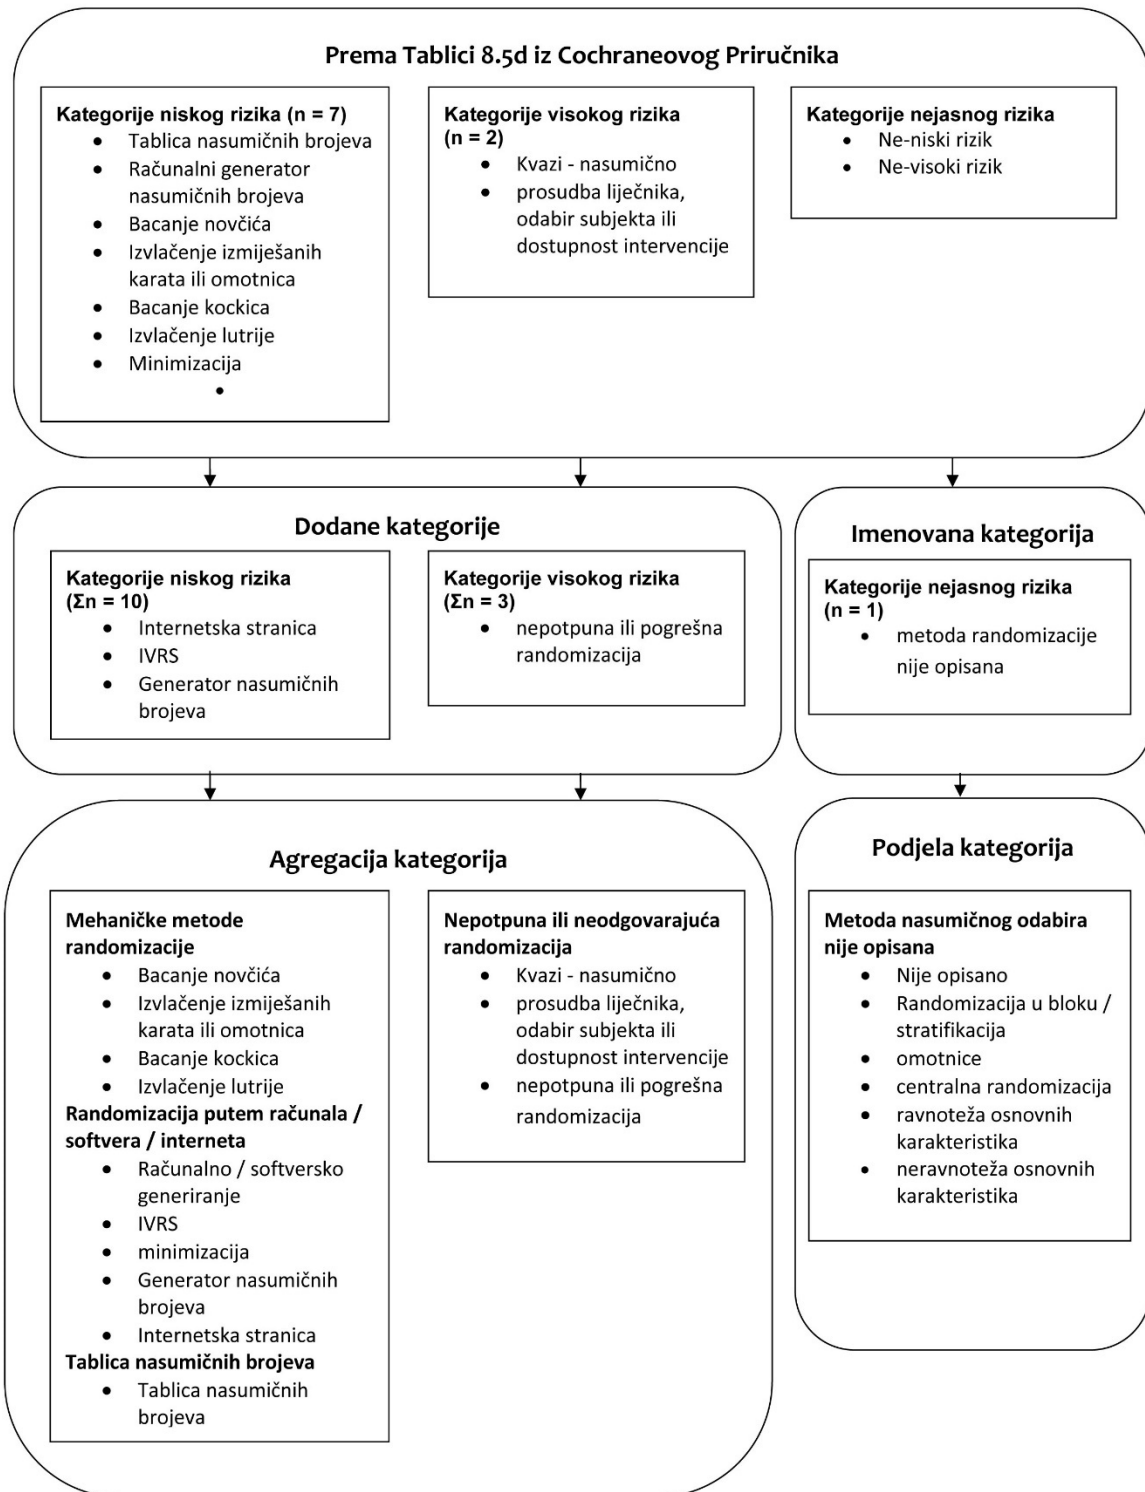 Prema Tablici 8.5d iz Cochraneovog Priručnika
Kategorije niskog rizika (n = 7)
• Tablica nasumičnih brojeva
• Računalni generator
nasumičnih brojeva
• Bacanje novčića
• Izvlačenje izmiješanih
karata ili omotnica
• Bacanje kockica
• Izvlačenje lutrije
• Minimizacija
•
Kategorije visokog rizika
(n = 2)
• Kvazi - nasumično
• prosudba liječnika,
odabir subjekta ili
dostupnost intervencije
Kategorije nejasnog rizika
• Ne-niski rizik
• Ne-visoki rizik
Dodane kategorije
Kategorije niskog rizika
(Σn = 10)
• Internetska stranica
• IVRS
• Generator nasumičnih
brojeva
Kategorije visokog rizika
(Σn = 3)
• nepotpuna ili pogrešna
randomizacija
Imenovana kategorija
Kategorije nejasnog rizika
(n = 1)
• metoda randomizacije
nije opisana
Agregacija kategorija
Mehaničke metode
randomizacije
• Bacanje novčića
• Izvlačenje izmiješanih
karata ili omotnica
• Bacanje kockica
• Izvlačenje lutrije
Randomizacija putem računala /
softvera / interneta
• Računalno / softversko
generiranje
• IVRS
• minimizacija
• Generator nasumičnih
brojeva
• Internetska stranica
Tablica nasumičnih brojeva
• Tablica nasumičnih
brojeva
Nepotpuna ili neodgovarajuća
randomizacija
• Kvazi - nasumično
• prosudba liječnika,
odabir subjekta ili
dostupnost intervencije
• nepotpuna ili pogrešna
randomizacija
Podjela kategorija
Metoda nasumičnog odabira
nije opisana
• Nije opisano
• Randomizacija u bloku /
stratifikacija
• omotnice
• centralna randomizacija
• ravnoteža osnovnih
karakteristika
• neravnoteža osnovnih
karakteristika